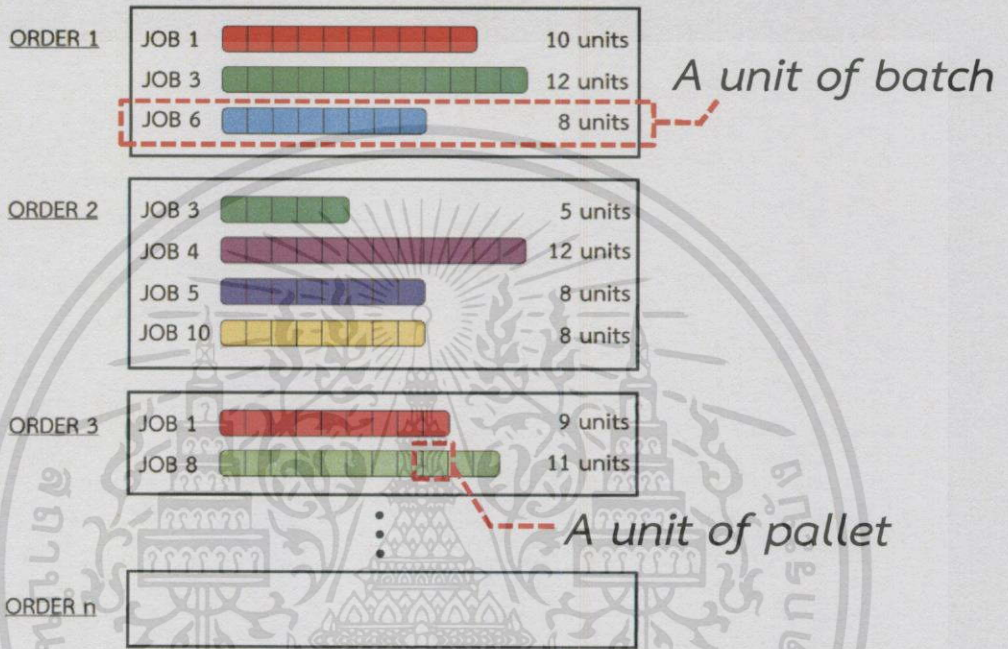 ORDER 1
JOB 1 10 units
JOB 3 12 units
JOB 6 8 units
A unit of batch
ORDER 2
JOB 3 5 units
JOB 4 12 units
JOB 5 8 units
JOB 10 8 units
ORDER 3
JOB 1 9 units
JOB 8 11 units
A unit of pallet
ORDER n